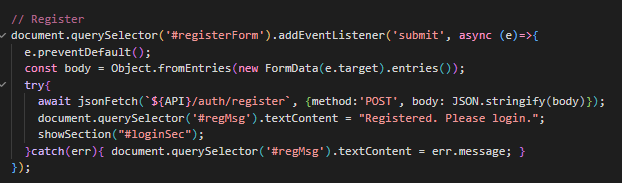 // Register
document.querySelector('#registerForm').addEventListener('submit', async (e)=>{
e.preventDefault();
const body = Object.fromEntries(new FormData(e.target).entries());
try{
await jsonFetch(`${API}/auth/register`, {method:'POST', body: JSON.stringify(body)});
document.querySelector('#regMsg').textContent = "Registered. Please login.";
showSection("#loginSec");
}catch(err){ document.querySelector('#regMsg').textContent = err.message; }
});